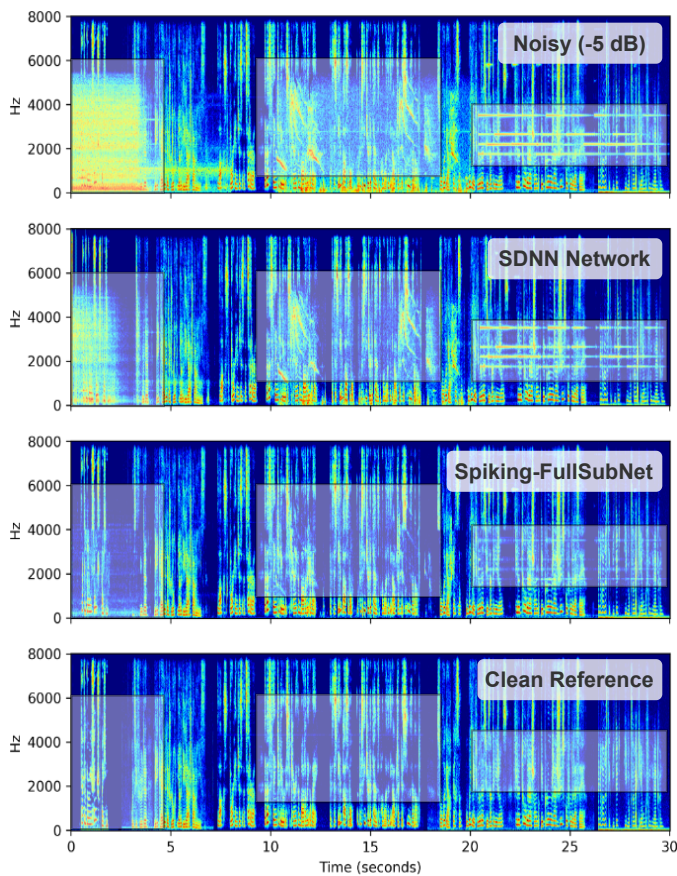 8000
Noisy (-5 dB)
6000
4000
Hz
2000
0
8000
SDNN Network
6000
4000
Hz
2000
0
8000
Spiking-FullSubNet
6000
4000
Hz
2000
0
8000
Clean Reference
6000
4000
Hz
2000
0
0 5 10 15 20 25 30
Time (seconds)